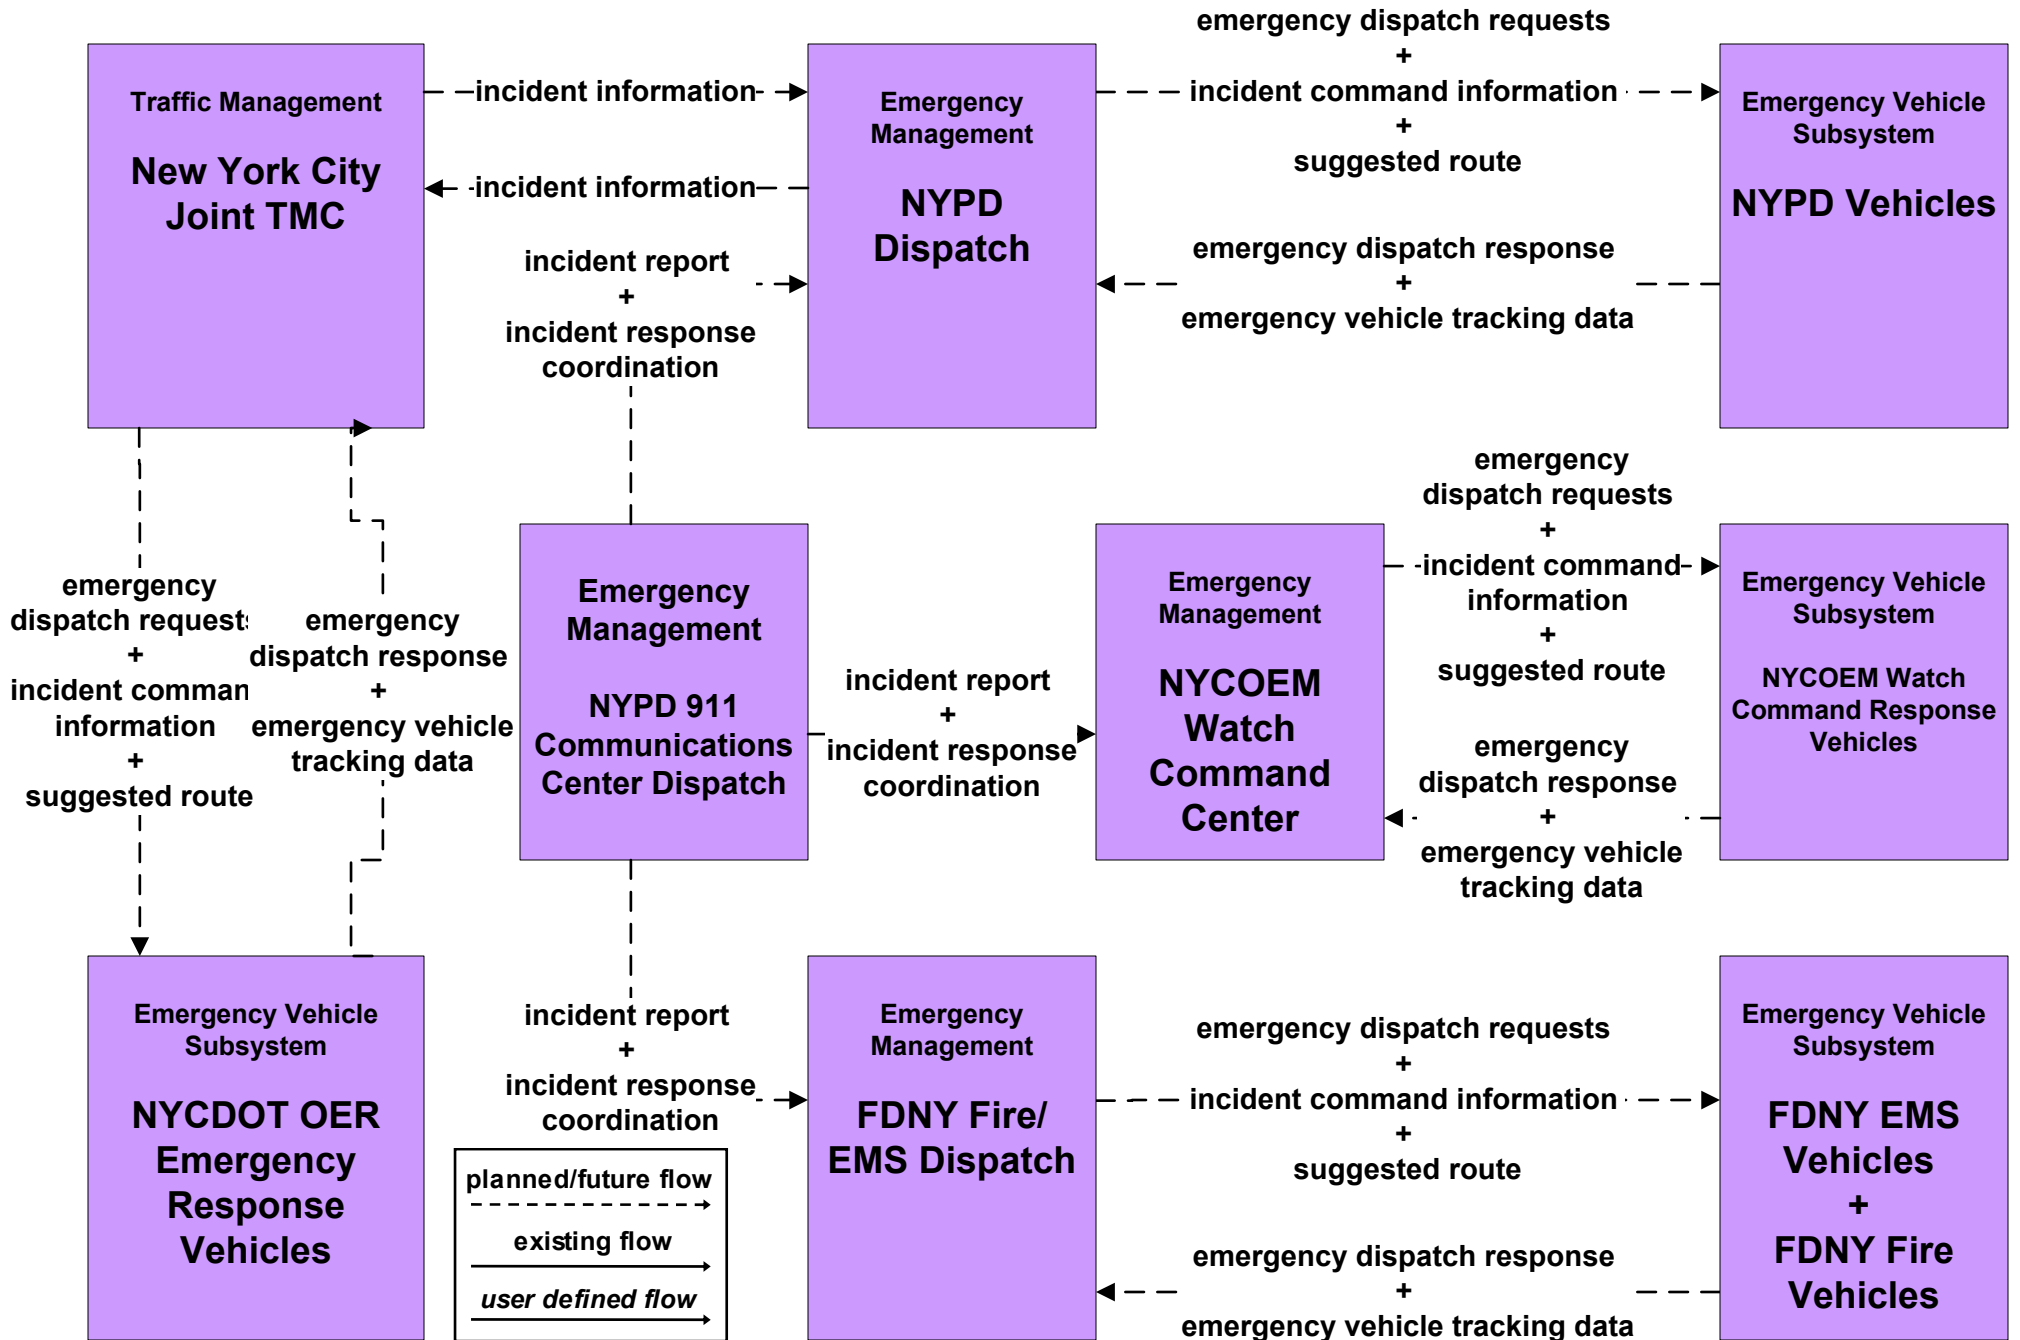 Traffic Management
New York City
Joint TMC
incident information
incident information
Emergency
Management
NYPD
Dispatch
emergency dispatch requests
+
incident command information
+
suggested route
emergency dispatch response
+
emergency vehicle tracking data
Emergency Vehicle
Subsystem
NYPD Vehicles
incident report
+
incident response
coordination
emergency
dispatch requests
+
incident comman
information
+
suggested route
emergency
dispatch response
+
emergency vehicle
tracking data
Emergency
Management
NYPD 911
Communications
Center Dispatch
incident report
+
incident response
coordination
Emergency
Management
NYCOEM
Watch
Command
Center
emergency
dispatch requests
+
incident command
information
+
suggested route
emergency
dispatch response
+
emergency vehicle
tracking data
Emergency Vehicle
Subsystem
NYCOEM Watch
Command Response
Vehicles
Emergency Vehicle
Subsystem
NYCDOT OER
Emergency
Response
Vehicles
incident report
+
incident response
coordination
planned/future flow
existing flow
user defined flow
Emergency
Management
FDNY Fire/
EMS Dispatch
emergency dispatch requests
+
incident command information
+
suggested route
emergency dispatch response
+
emergency vehicle tracking data
Emergency Vehicle
Subsystem
FDNY EMS
Vehicles
+
FDNY Fire
Vehicles